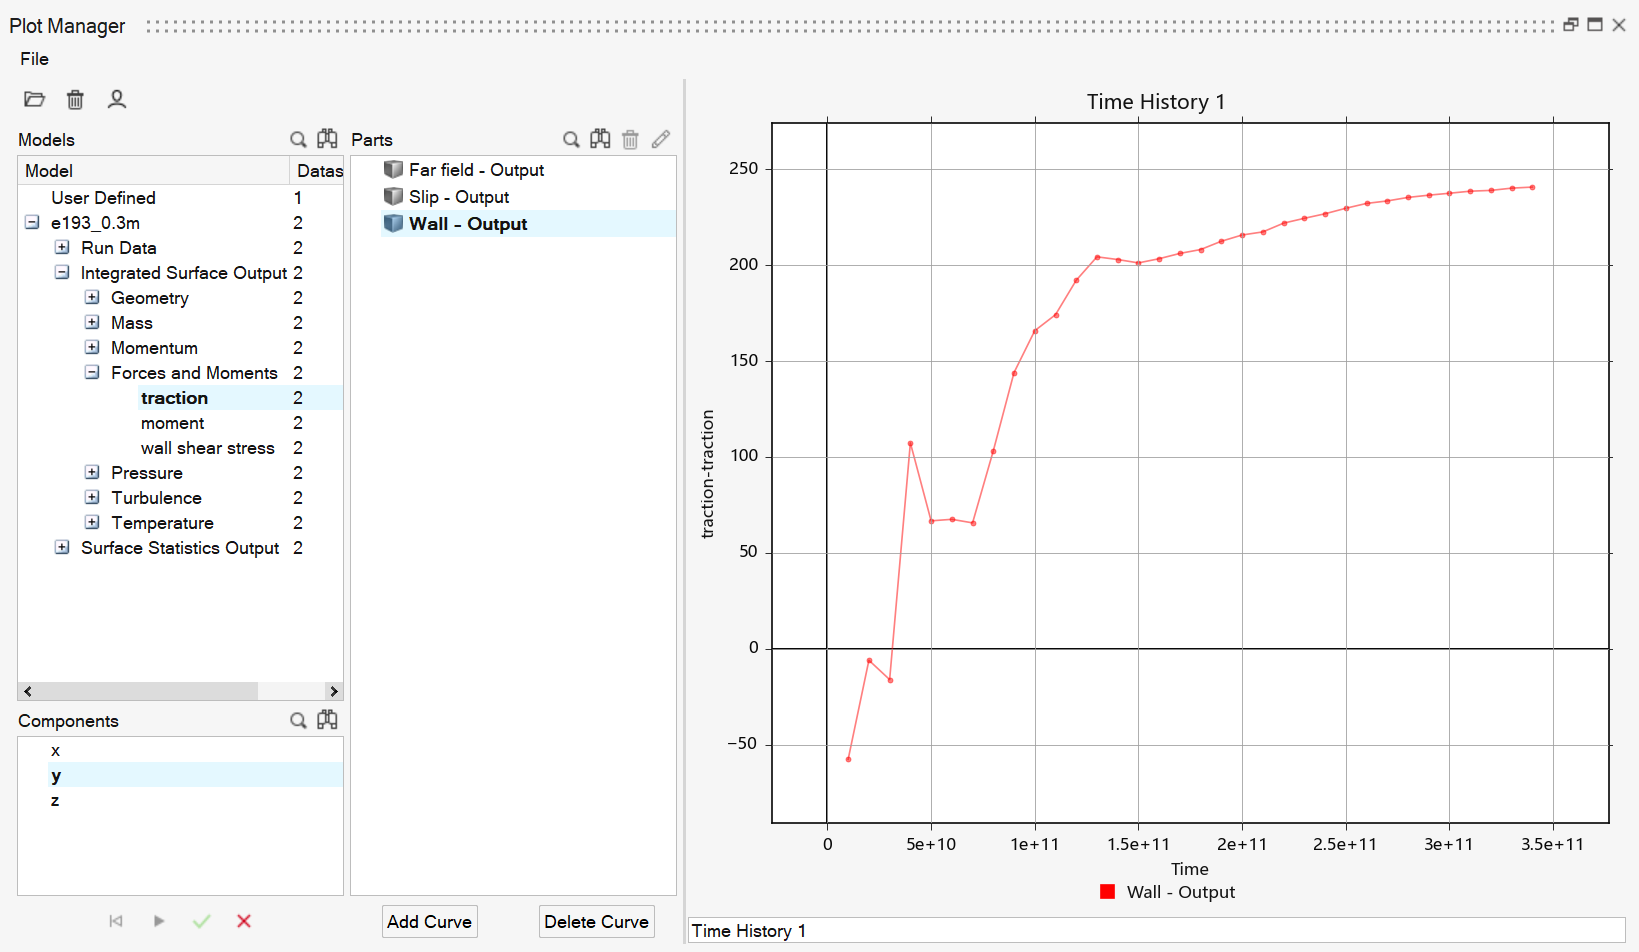 Plot Manager
File
Models
Parts
Model Datas
User Defined 1
e193_0.3m 2
Run Data 2
Integrated Surface Output 2
Geometry 2
Mass 2
Momentum 2
Forces and Moments 2
traction 2
moment 2
wall shear stress 2
Pressure 2
Turbulence 2
Temperature 2
Surface Statistics Output 2
Far field - Output
Slip - Output
Wall - Output
Components
x
y
z
Add Curve
Delete Curve
Time History 1
250
200
150
100
50
0
−50
traction-traction
0 5e+10 1e+11 1.5e+11 2e+11 2.5e+11 3e+11 3.5e+11
Time
Wall - Output
Time History 1